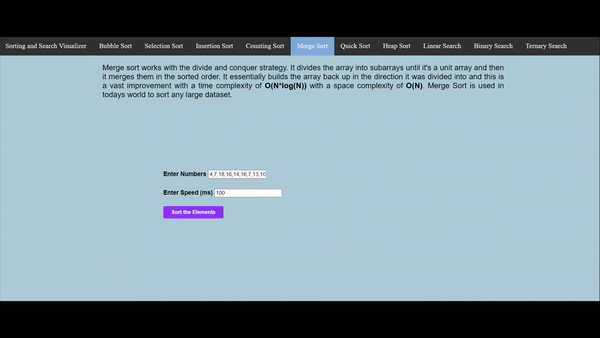 Sorting and Search Visualizer Bubble Sort Selection Sort Insertion Sort Counting Sort Merge Sort Quick Sort Heap Sort Linear Search Binary Search Ternary Search
Merge sort works with the divide and conquer strategy. It divides the array into subarrays until it's a unit array and then
it merges them in the sorted order. It essentially builds the array back up in the direction it was divided into and this is
a vast improvement with a time complexity of O(N*log(N)) with a space complexity of O(N). Merge Sort is used in
todays world to sort any large dataset.
Enter Numbers 4,7,18,16,14,16,7,13,10
Enter Speed (ms) 100
Sort the Elements